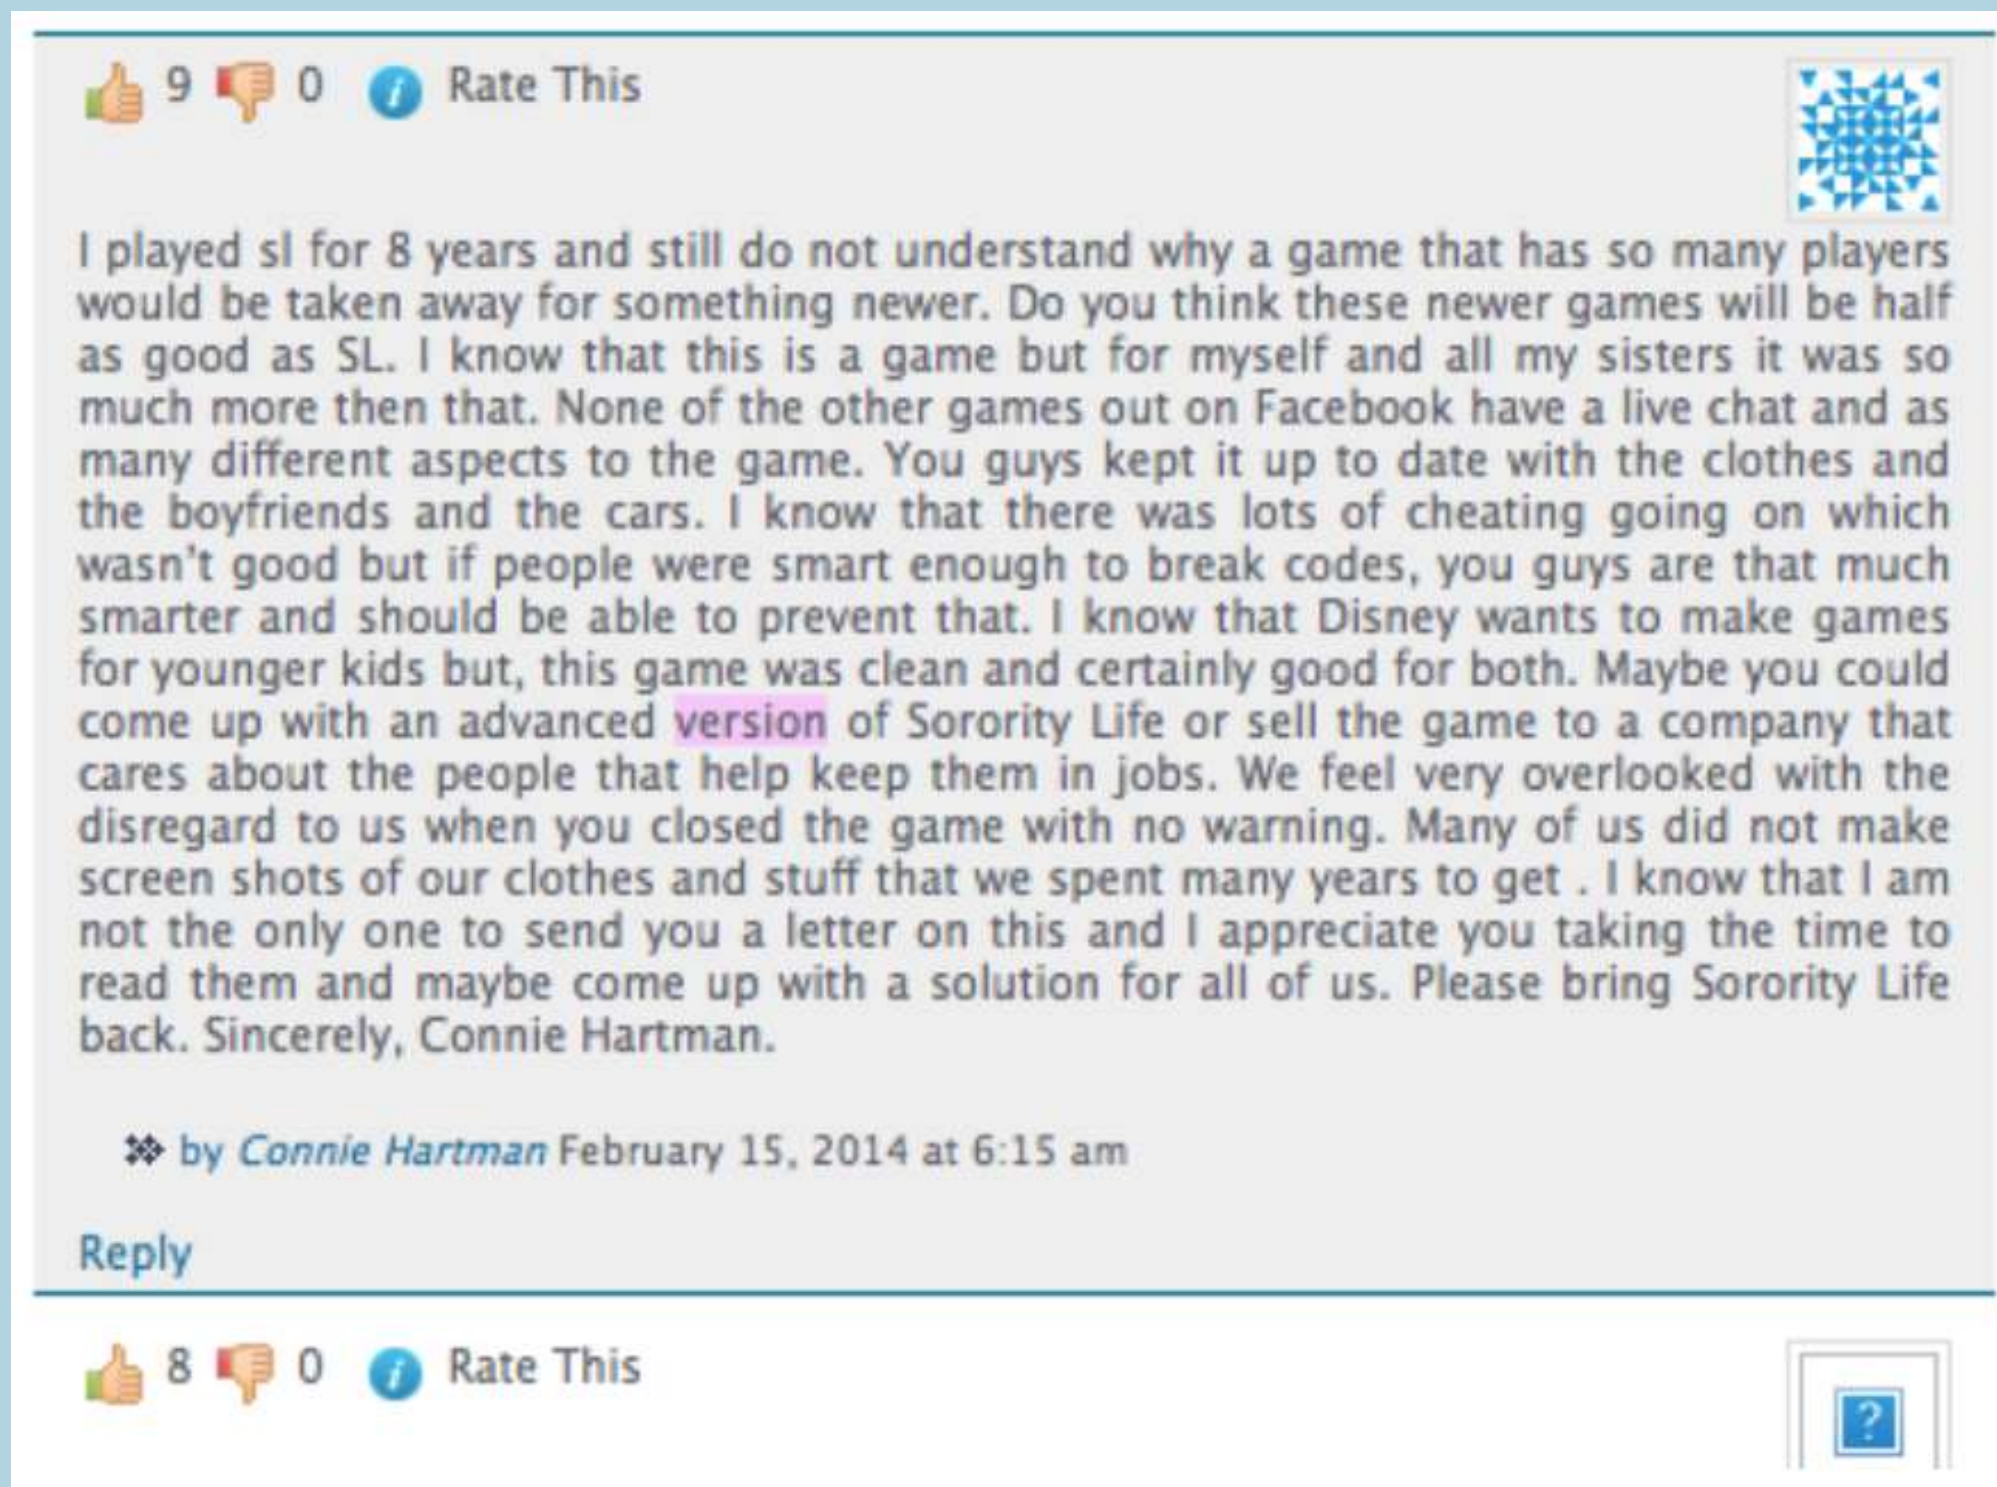 9 0 i Rate This
I played sl for 8 years and still do not understand why a game that has so many players
would be taken away for something newer. Do you think these newer games will be half
as good as SL. I know that this is a game but for myself and all my sisters it was so
much more then that. None of the other games out on Facebook have a live chat and as
many different aspects to the game. You guys kept it up to date with the clothes and
the boyfriends and the cars. I know that there was lots of cheating going on which
wasn't good but if people were smart enough to break codes, you guys are that much
smarter and should be able to prevent that. I know that Disney wants to make games
for younger kids but, this game was clean and certainly good for both. Maybe you could
come up with an advanced version of Sorority Life or sell the game to a company that
cares about the people that help keep them in jobs. We feel very overlooked with the
disregard to us when you closed the game with no warning. Many of us did not make
screen shots of our clothes and stuff that we spent many years to get . I know that I am
not the only one to send you a letter on this and I appreciate you taking the time to
read them and maybe come up with a solution for all of us. Please bring Sorority Life
back. Sincerely, Connie Hartman.
by Connie Hartman February 15, 2014 at 6:15 am
Reply
8 0 i Rate This
?